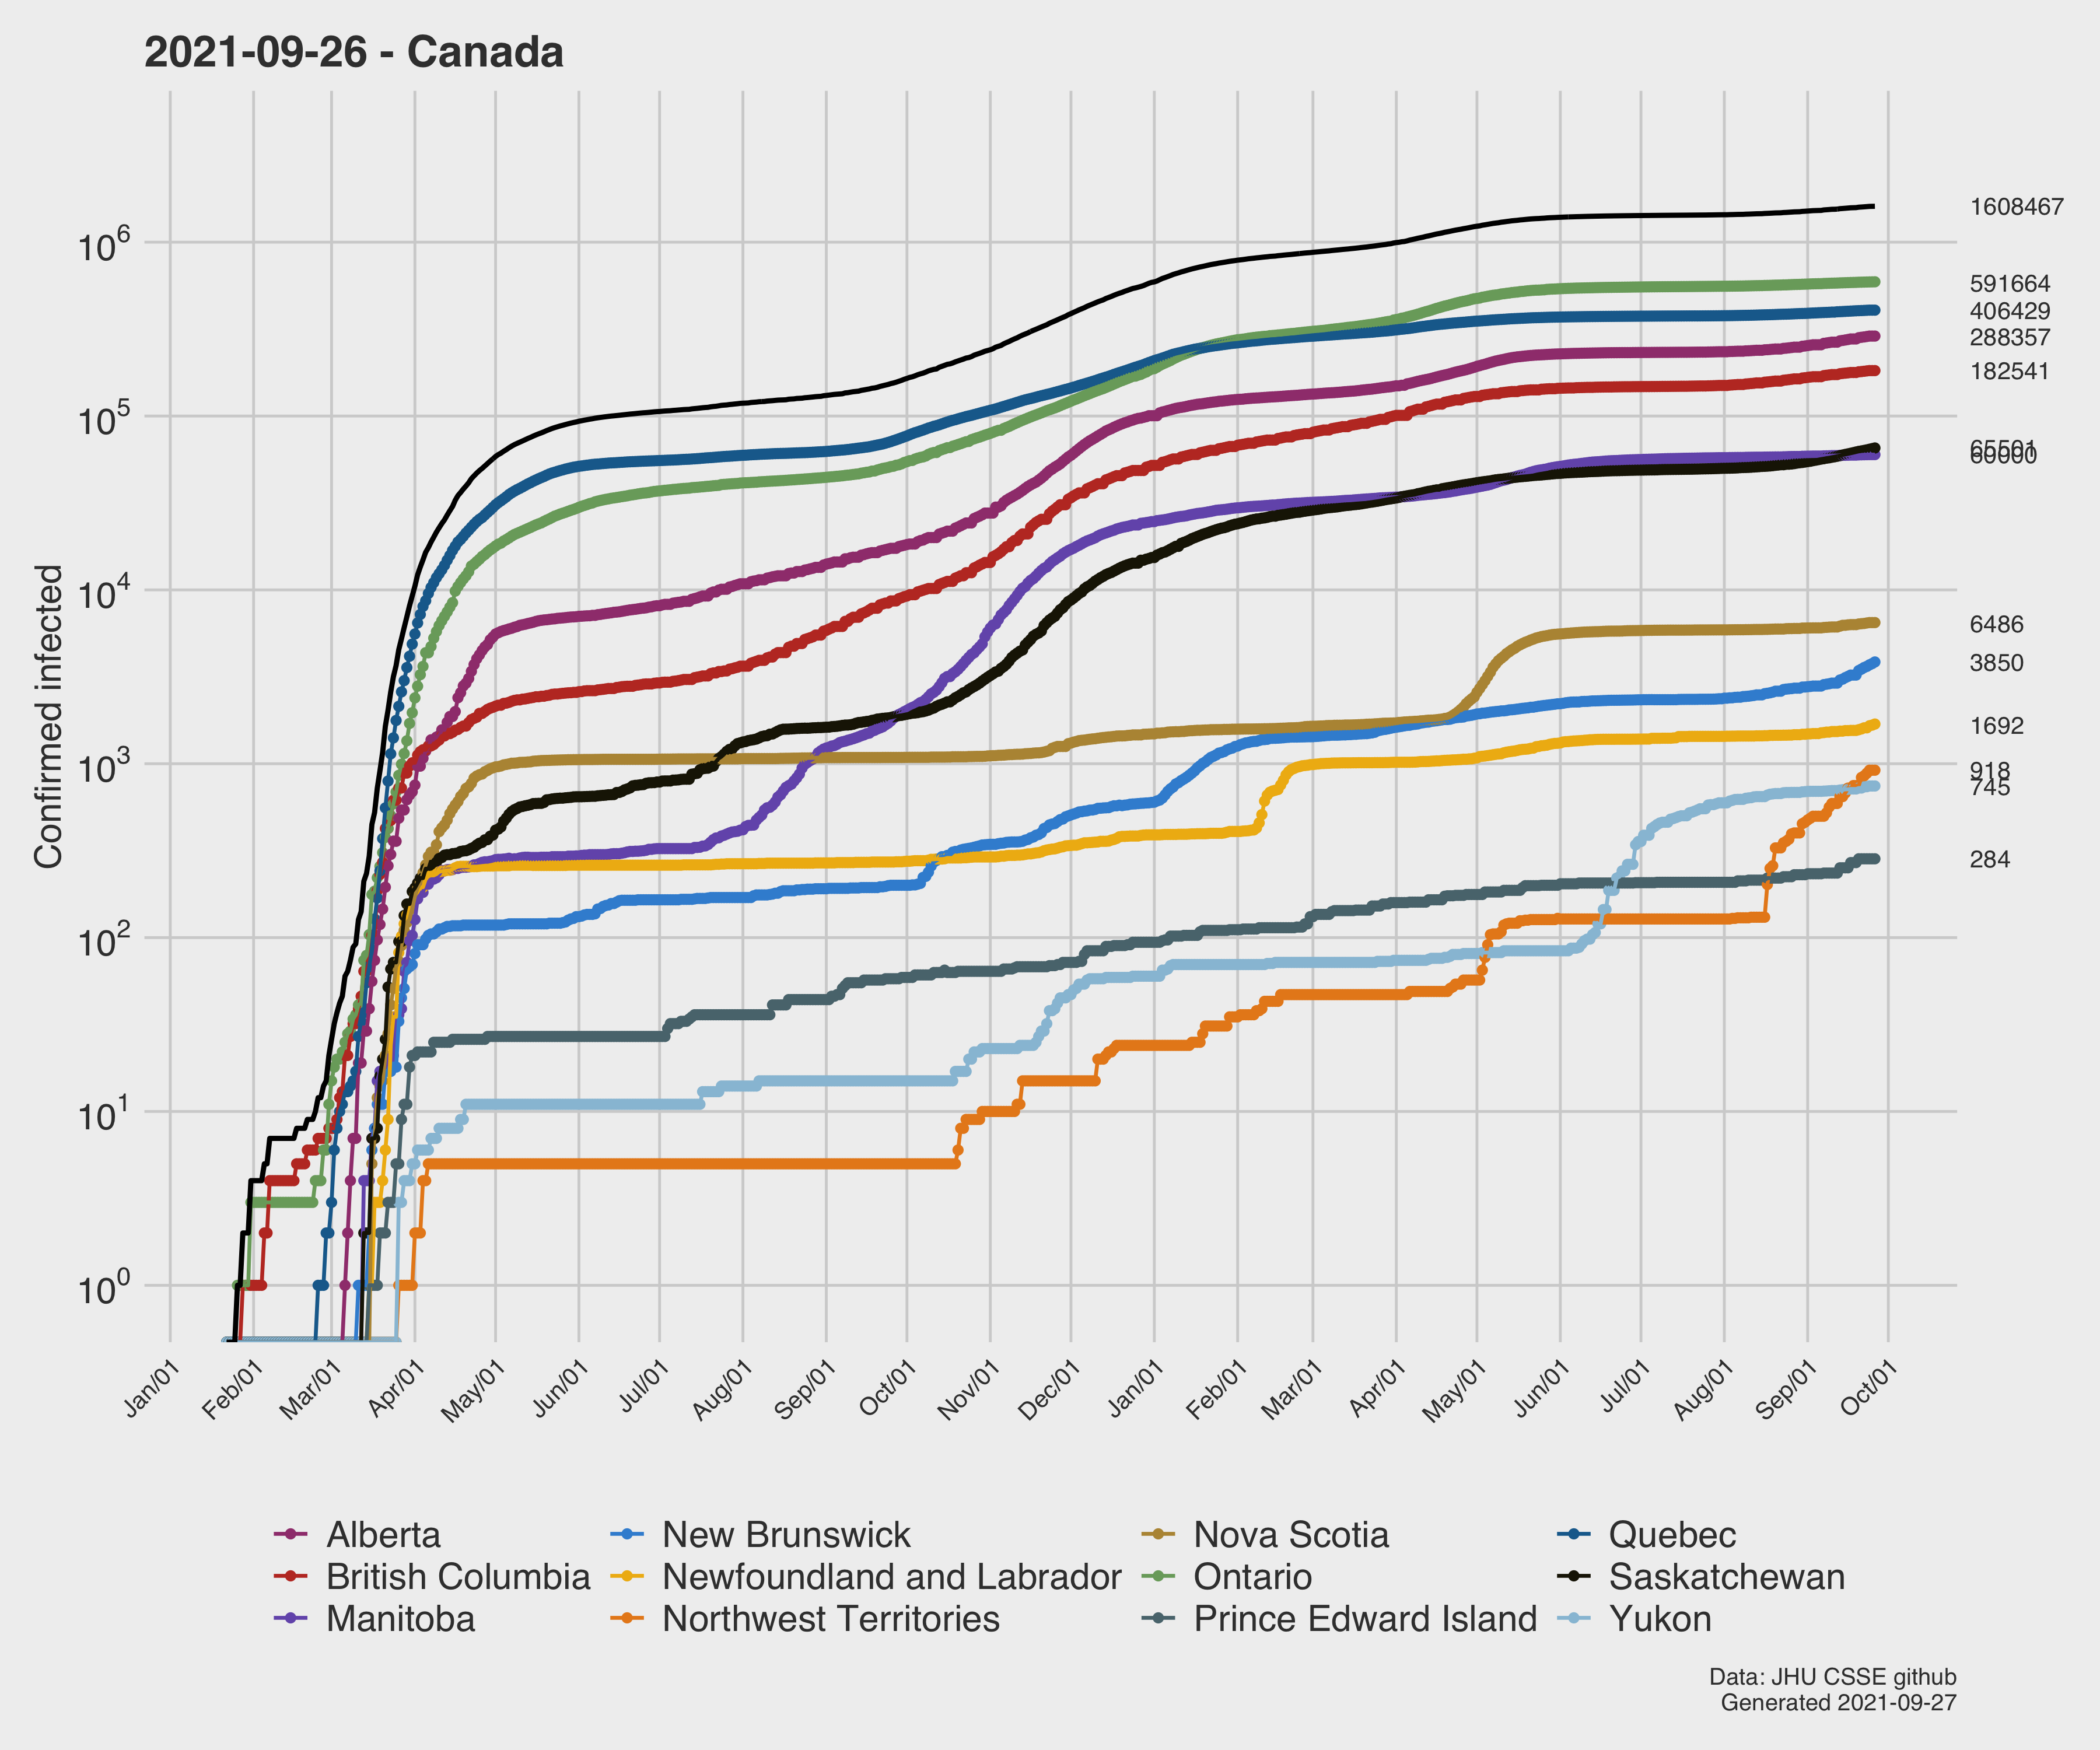 2021-09-26 - Canada
Confirmed infected
10^6
10^5
10^4
10^3
10^2
10^1
10^0
1608467
591664
406429
288357
182541
65501
6486
3850
1692
918
745
284
Jan/01 Feb/01 Mar/01 Apr/01 May/01 Jun/01 Jul/01 Aug/01 Sep/01 Oct/01 Nov/01 Dec/01 Jan/01 Feb/01 Mar/01 Apr/01 May/01 Jun/01 Jul/01 Aug/01 Sep/01 Oct/01
Alberta New Brunswick Nova Scotia Quebec
British Columbia Newfoundland and Labrador Ontario Saskatchewan
Manitoba Northwest Territories Prince Edward Island Yukon
Data: JHU CSSE github
Generated 2021-09-27